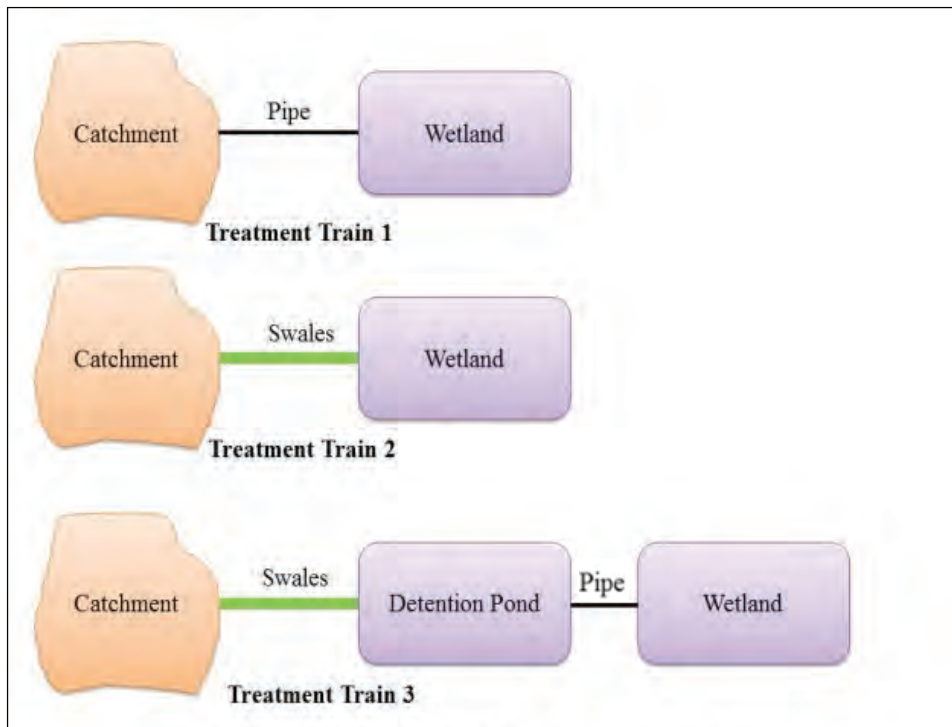 Catchment
Pipe
Wetland
Treatment Train 1
Catchment
Swales
Wetland
Treatment Train 2
Catchment
Swales
Detention Pond
Pipe
Wetland
Treatment Train 3